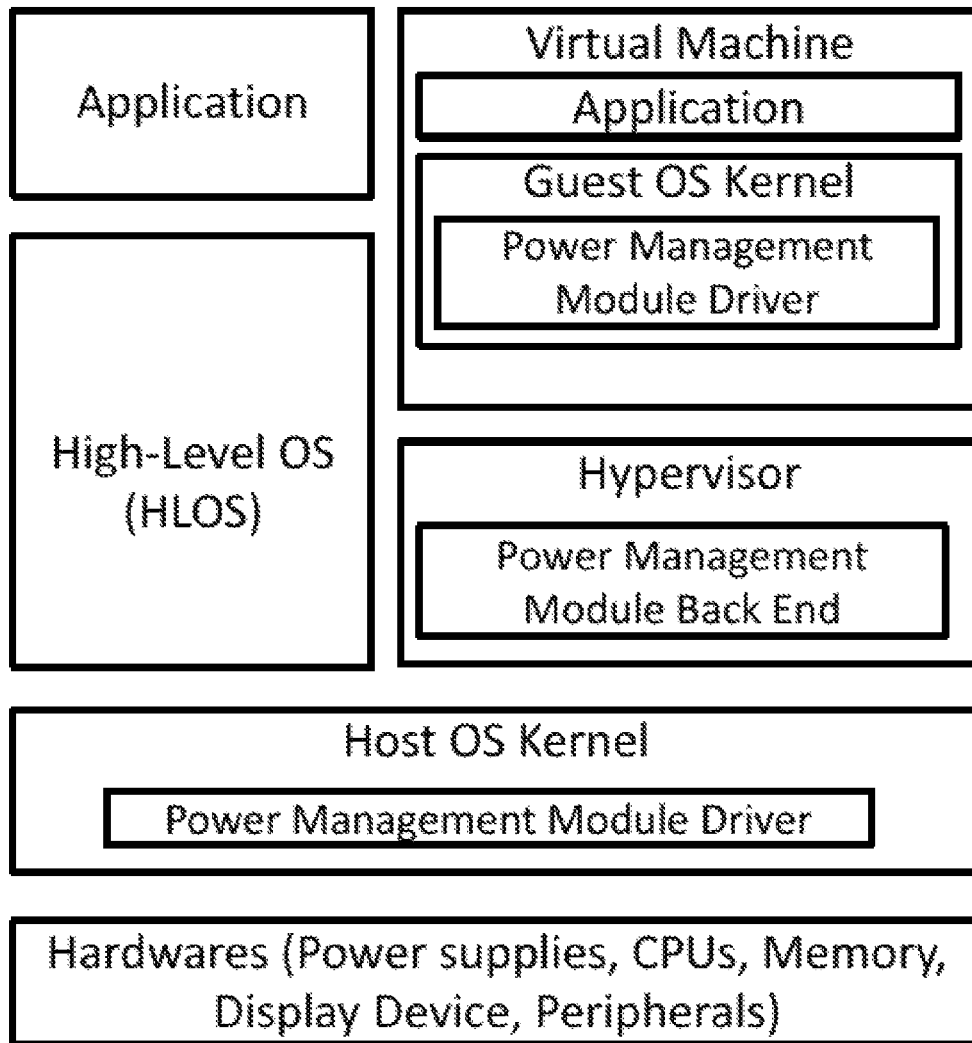 Application
High-Level OS
(HLOS)
Virtual Machine
Application
Guest OS Kernel
Power Management
Module Driver
Hypervisor
Power Management
Module Back End
Host OS Kernel
Power Management Module Driver
Hardwares (Power supplies, CPUs, Memory,
Display Device, Peripherals)